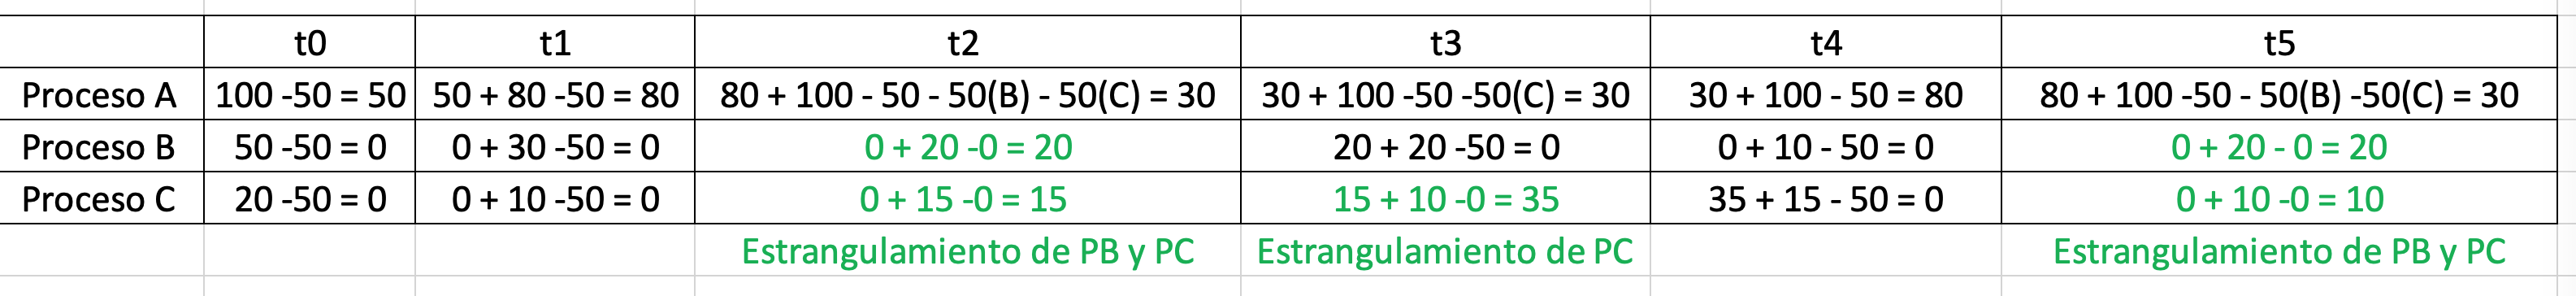 t0 t1 t2 t3 t4 t5
Proceso A 100 -50 = 50 50 + 80 -50 = 80 80 + 100 - 50 - 50(B) - 50(C) = 30 30 + 100 -50 -50(C) = 30 30 + 100 - 50 = 80 80 + 100 -50 - 50(B) -50(C) = 30
Proceso B 50 -50 = 0 0 + 30 -50 = 0 0 + 20 -0 = 20 20 + 20 -50 = 0 0 + 10 - 50 = 0 0 + 20 - 0 = 20
Proceso C 20 -50 = 0 0 + 10 -50 = 0 0 + 15 -0 = 15 15 + 10 -0 = 35 35 + 15 - 50 = 0 0 + 10 -0 = 10
Estrangulamiento de PB y PC Estrangulamiento de PC Estrangulamiento de PB y PC